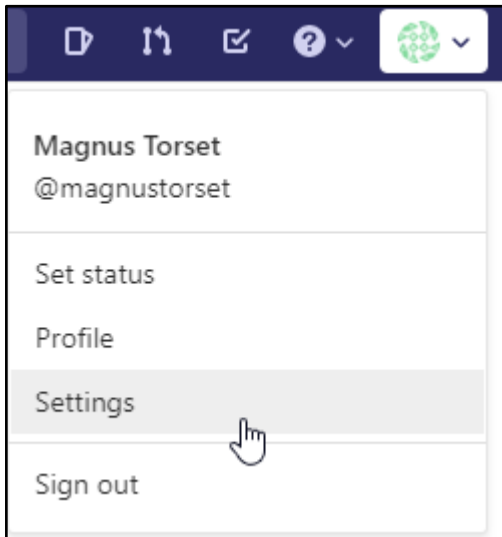 Magnus Torset
@magnustorset
Set status
Profile
Settings
Sign out